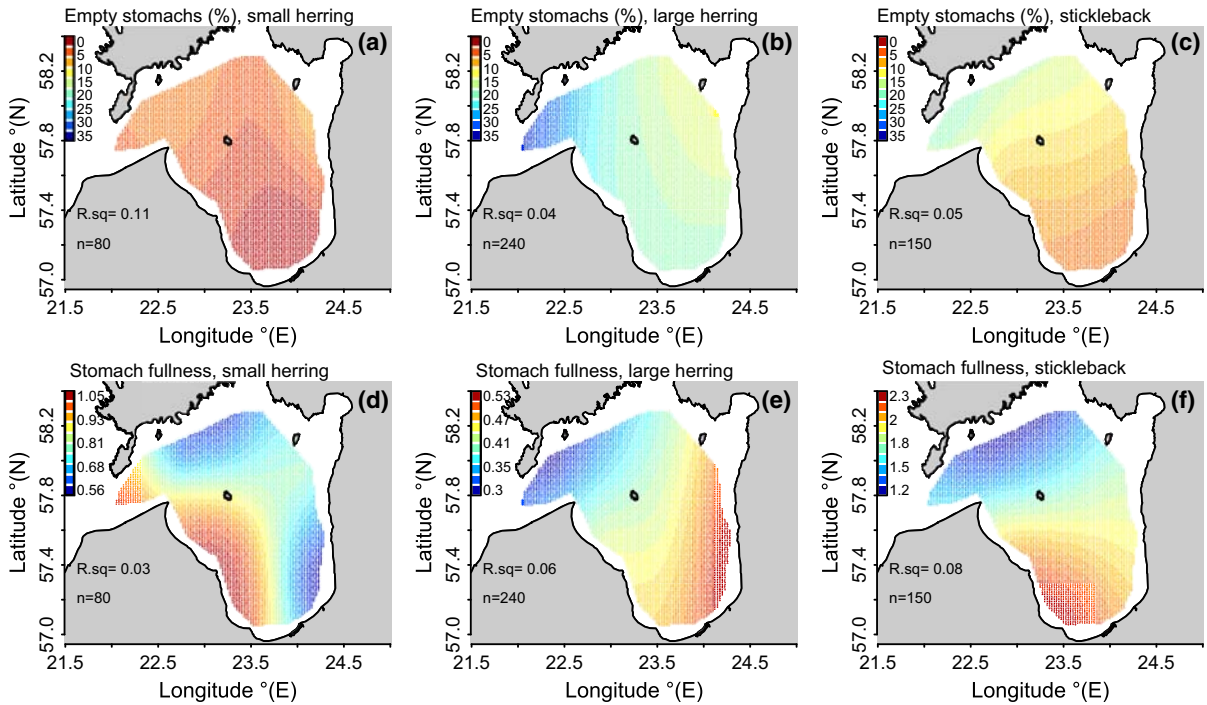 Empty stomachs (%), small herring
(a)
0
5
10
15
20
25
30
35
58.2
57.8
57.4
57.0
Latitude °(N)
R.sq= 0.11
n=80
21.5 22.5 23.5 24.5
Longitude °(E)
Empty stomachs (%), large herring
(b)
0
5
10
15
20
25
30
35
58.2
57.8
57.4
57.0
Latitude °(N)
R.sq= 0.04
n=240
21.5 22.5 23.5 24.5
Longitude °(E)
Empty stomachs (%), stickleback
(c)
0
5
10
15
20
25
30
35
58.2
57.8
57.4
57.0
Latitude °(N)
R.sq= 0.05
n=150
21.5 22.5 23.5 24.5
Longitude °(E)
Stomach fullness, small herring
(d)
1.05
0.93
0.81
0.68
0.56
58.2
57.8
57.4
57.0
Latitude °(N)
R.sq= 0.03
n=80
21.5 22.5 23.5 24.5
Longitude °(E)
Stomach fullness, large herring
(e)
0.53
0.47
0.41
0.35
0.3
58.2
57.8
57.4
57.0
Latitude °(N)
R.sq= 0.06
n=240
21.5 22.5 23.5 24.5
Longitude °(E)
Stomach fullness, stickleback
(f)
2.3
2
1.8
1.5
1.2
58.2
57.8
57.4
57.0
Latitude °(N)
R.sq= 0.08
n=150
21.5 22.5 23.5 24.5
Longitude °(E)